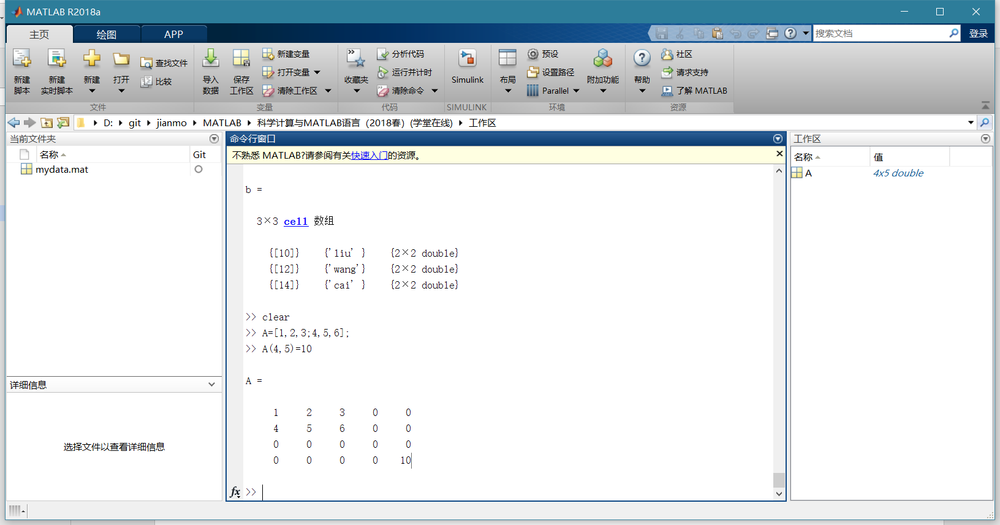 MATLAB R2018a
主页 绘图 APP
搜索文档 登录
新建脚本 新建实时脚本 新建 打开 查找文件 比较
导入数据 保存工作区 新建变量 打开变量 清除工作区
收藏夹 分析代码 运行并计时 清除命令
Simulink
布局 预设 设置路径 Parallel 附加功能
帮助 社区 请求支持 了解 MATLAB
文件 变量 代码 SIMULINK 环境 资源
D: git jianmo MATLAB 科学计算与MATLAB语言（2018春）(学堂在线) 工作区
当前文件夹
名称 Git
mydata.mat
详细信息
选择文件以查看详细信息
命令行窗口
不熟悉 MATLAB?请参阅有关快速入门的资源。
b =
3×3 cell 数组
{[10]} {'liu' } {2×2 double}
{[12]} {'wang'} {2×2 double}
{[14]} {'cai' } {2×2 double}
>> clear
>> A=[1,2,3;4,5,6];
>> A(4,5)=10
A =
1 2 3 0 0
4 5 6 0 0
0 0 0 0 0
0 0 0 0 10
fx >>
工作区
名称 值
A 4x5 double